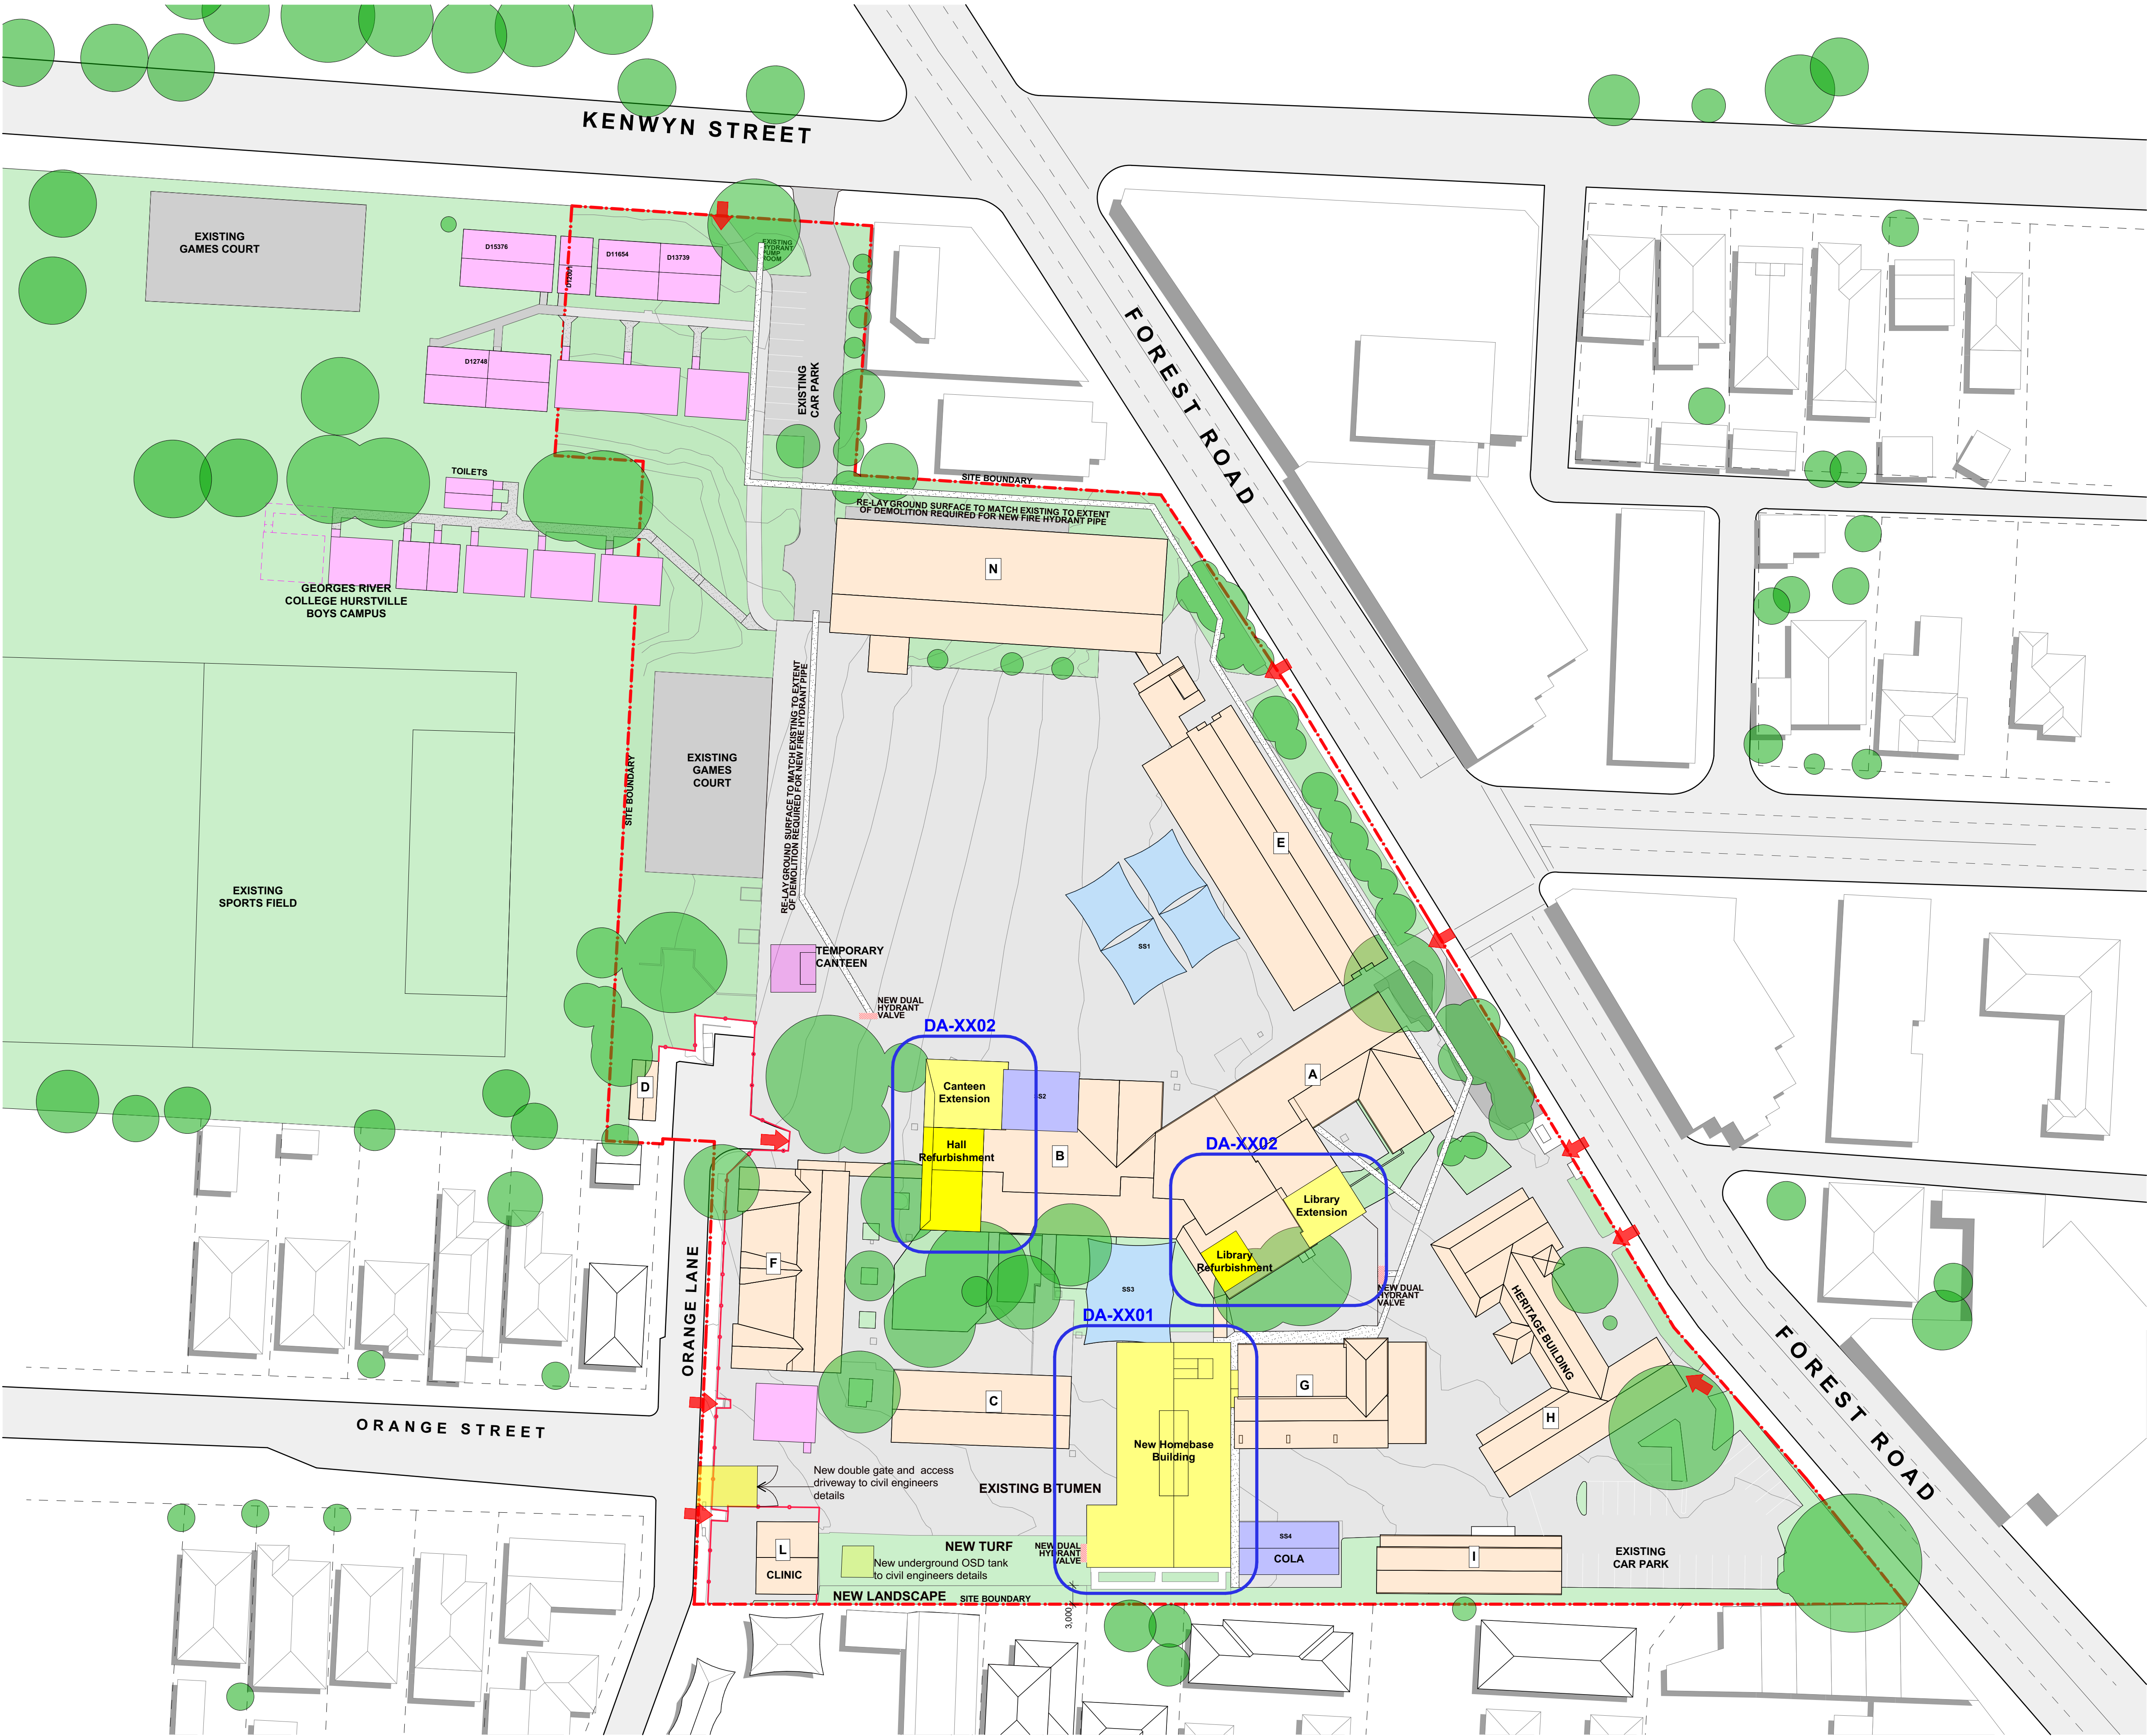 KENWYN STREET
EXISTING
GAMES COURT
D15376
D11654
D13739
EXISTING
HYDRANT
PUMP
ROOM
D12748
EXISTING
CAR PARK
FOREST ROAD
TOILETS
SITE BOUNDARY
RE-LAY GROUND SURFACE TO MATCH EXISTING TO EXTENT
OF DEMOLITION REQUIRED FOR NEW FIRE HYDRANT PIPE
N
GEORGES RIVER
COLLEGE HURSTVILLE
BOYS CAMPUS
RE-LAY GROUND SURFACE TO MATCH EXISTING TO EXTENT
OF DEMOLITION REQUIRED FOR NEW FIRE HYDRANT PIPE
EXISTING
GAMES
COURT
SITE BOUNDARY
E
EXISTING
SPORTS FIELD
SS1
TEMPORARY
CANTEEN
NEW DUAL
HYDRANT
VALVE
DA-XX02
D
Canteen
Extension
SS2
A
Hall
Refurbishment
B
DA-XX02
Library
Extension
Library
Refurbishment
F
ORANGE LANE
SS3
NEW DUAL
HYDRANT
VALVE
DA-XX01
HERITAGE BUILDING
FOREST ROAD
C
G
H
ORANGE STREET
New Homebase
Building
New double gate and access
driveway to civil engineers
details
EXISTING BITUMEN
L
CLINIC
NEW TURF
New underground OSD tank
to civil engineers details
NEW DUAL
HYDRANT
VALVE
SS4
COLA
I
EXISTING
CAR PARK
NEW LANDSCAPE
SITE BOUNDARY
3,000